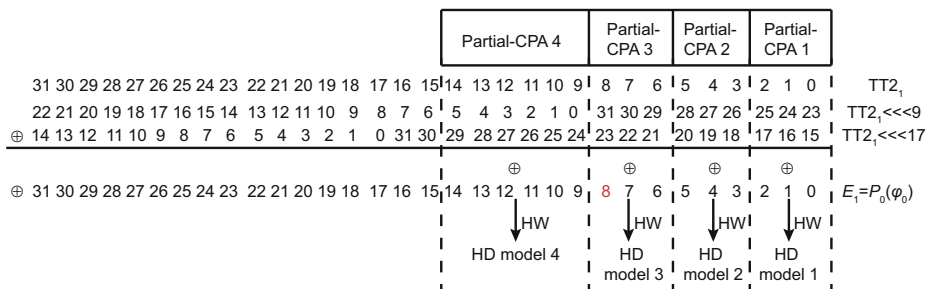 Partial-CPA 4 Partial-CPA 3 Partial-CPA 2 Partial-CPA 1
31 30 29 28 27 26 25 24 23 22 21 20 19 18 17 16 15 14 13 12 11 10 9 8 7 6 5 4 3 2 1 0 TT2₁
22 21 20 19 18 17 16 15 14 13 12 11 10 9 8 7 6 5 4 3 2 1 0 31 30 29 28 27 26 25 24 23 TT2₁<<<9
⊕ 14 13 12 11 10 9 8 7 6 5 4 3 2 1 0 31 30 29 28 27 26 25 24 23 22 21 20 19 18 17 16 15 TT2₁<<<17
⊕ ⊕ ⊕ ⊕
⊕ 31 30 29 28 27 26 25 24 23 22 21 20 19 18 17 16 15 14 13 12 11 10 9 8 7 6 5 4 3 2 1 0 E₁=P₀(φ₀)
HW HW HW HW
HD model 4 HD model 3 HD model 2 HD model 1